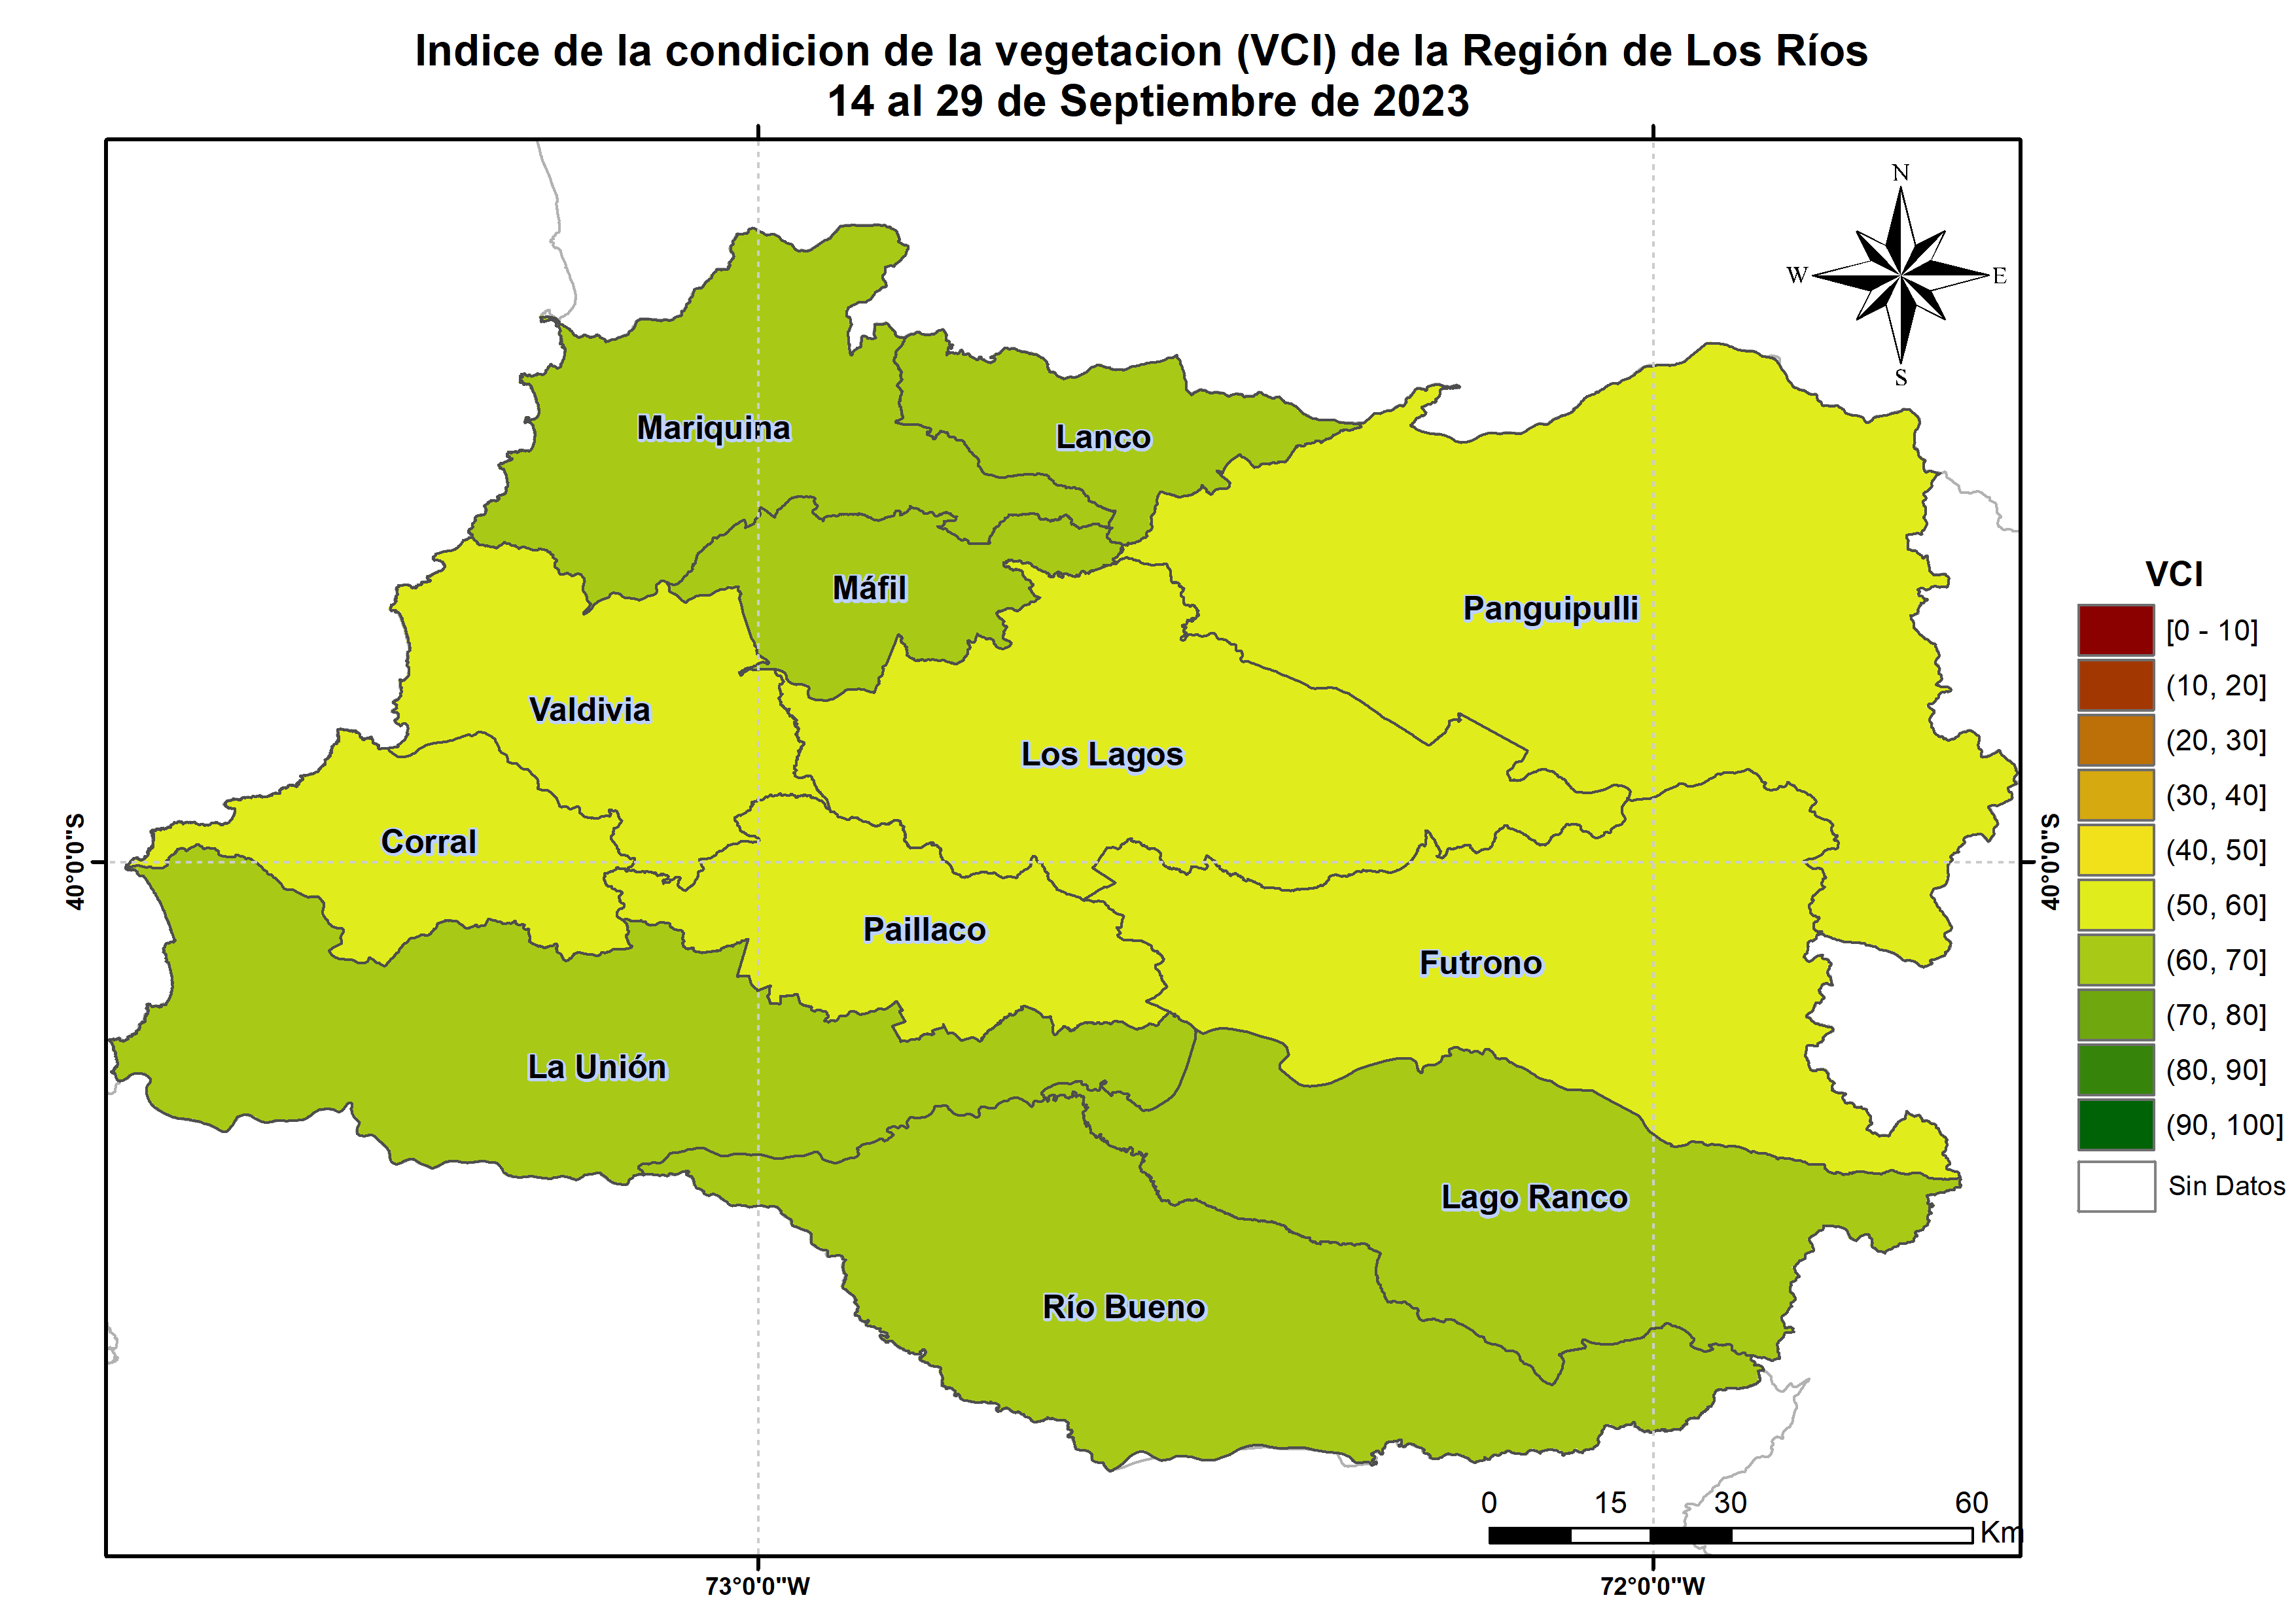 Indice de la condicion de la vegetacion (VCI) de la Región de Los Ríos
14 al 29 de Septiembre de 2023
N
W
E
S
Mariquina
Lanco
Máfil
Panguipulli
Valdivia
Los Lagos
Corral
Paillaco
Futrono
La Unión
Lago Ranco
Río Bueno
40°0'0"S
40°0'0"S
73°0'0"W
72°0'0"W
0
15
30
60
Km
VCI
[0 - 10]
(10, 20]
(20, 30]
(30, 40]
(40, 50]
(50, 60]
(60, 70]
(70, 80]
(80, 90]
(90, 100]
Sin Datos